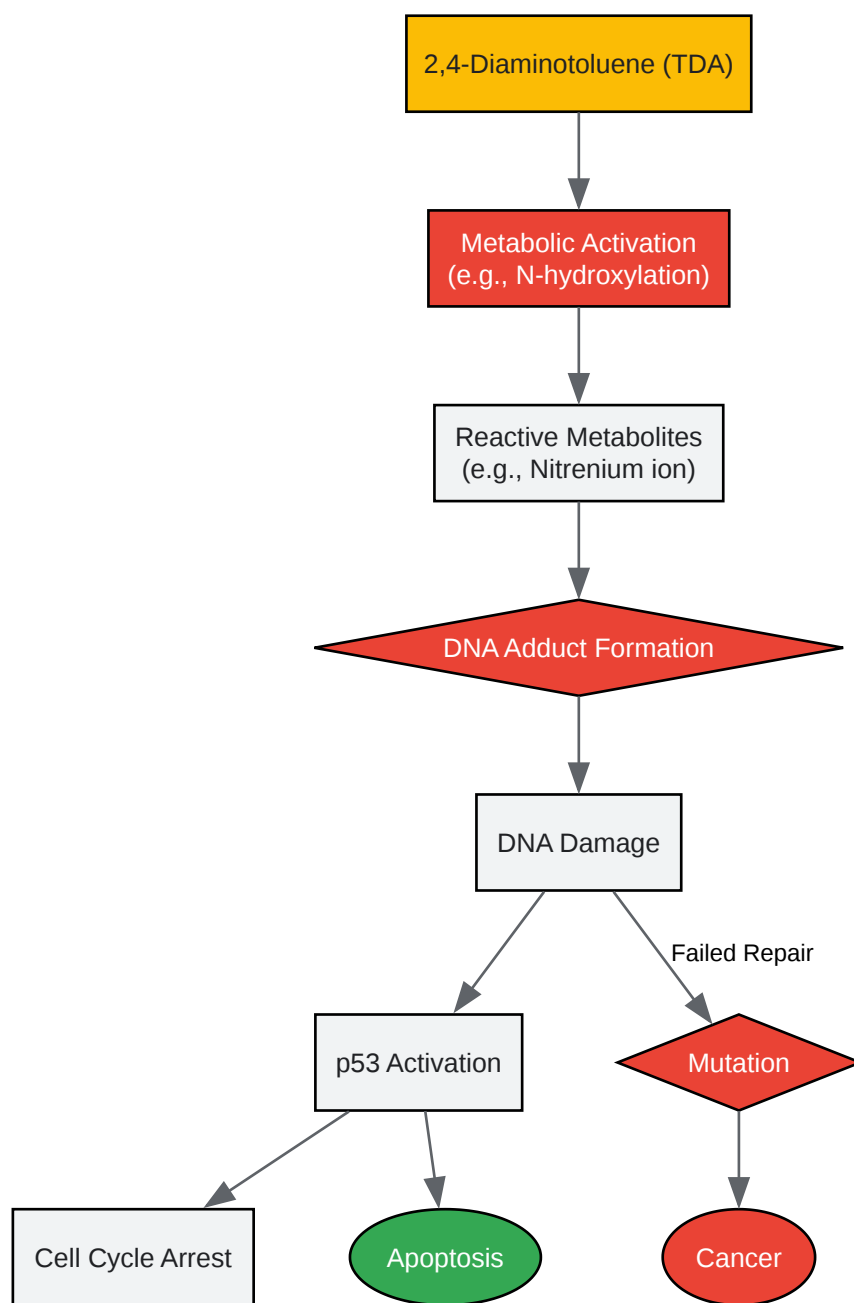 2,4-Diaminotoluene (TDA)
Metabolic Activation
(e.g., N-hydroxylation)
Reactive Metabolites
(e.g., Nitrenium ion)
DNA Adduct Formation
DNA Damage
Failed Repair
p53 Activation
Mutation
Cell Cycle Arrest
Apoptosis
Cancer